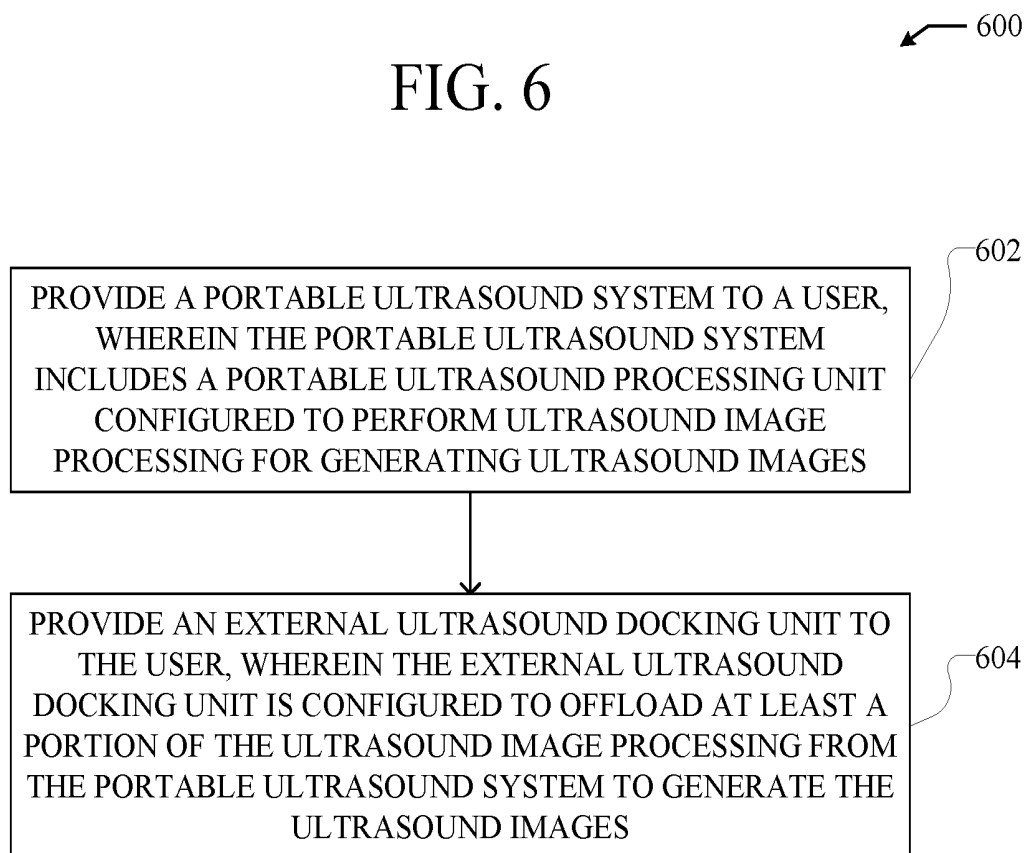 600
FIG. 6
602
PROVIDE A PORTABLE ULTRASOUND SYSTEM TO A USER,
WHEREIN THE PORTABLE ULTRASOUND SYSTEM
INCLUDES A PORTABLE ULTRASOUND PROCESSING UNIT
CONFIGURED TO PERFORM ULTRASOUND IMAGE
PROCESSING FOR GENERATING ULTRASOUND IMAGES
604
PROVIDE AN EXTERNAL ULTRASOUND DOCKING UNIT TO
THE USER, WHEREIN THE EXTERNAL ULTRASOUND
DOCKING UNIT IS CONFIGURED TO OFFLOAD AT LEAST A
PORTION OF THE ULTRASOUND IMAGE PROCESSING FROM
THE PORTABLE ULTRASOUND SYSTEM TO GENERATE THE
ULTRASOUND IMAGES